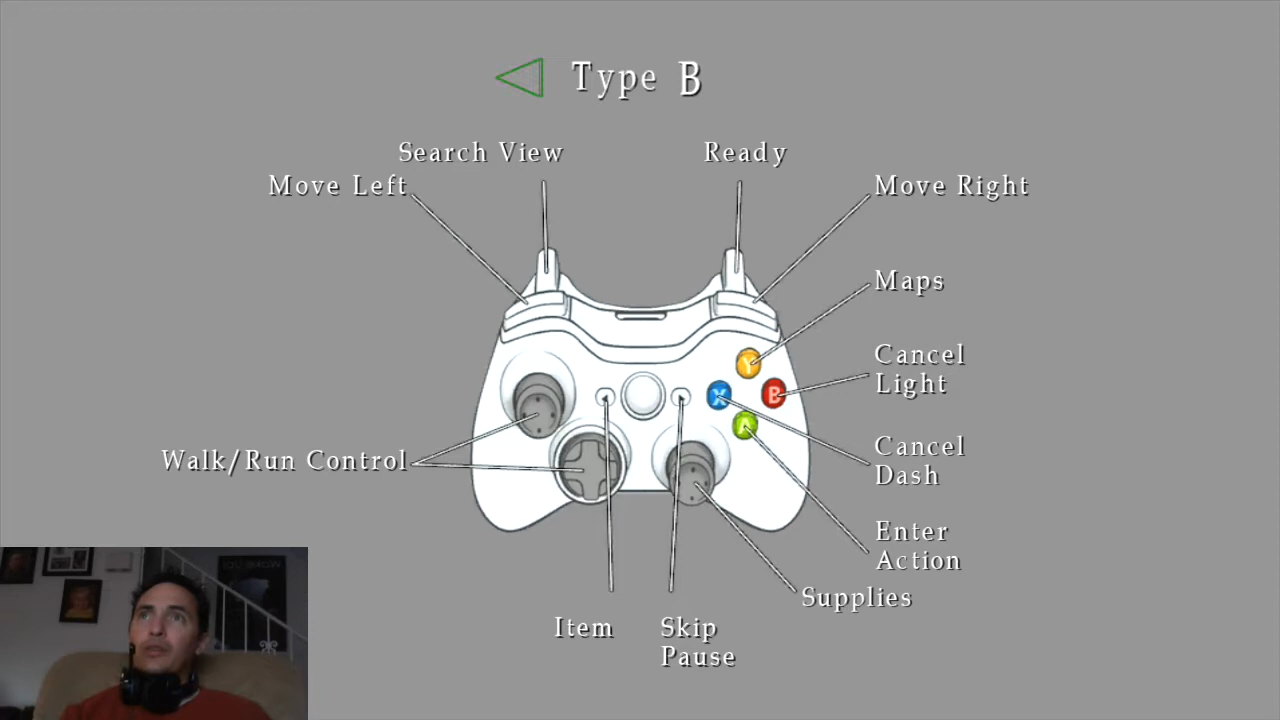 Type B
Search View
Ready
Move Left
Move Right
Maps
Cancel
Light
Walk/Run Control
Cancel
Dash
Enter
Action
Supplies
Item
Skip
Pause
Y
X
B
A